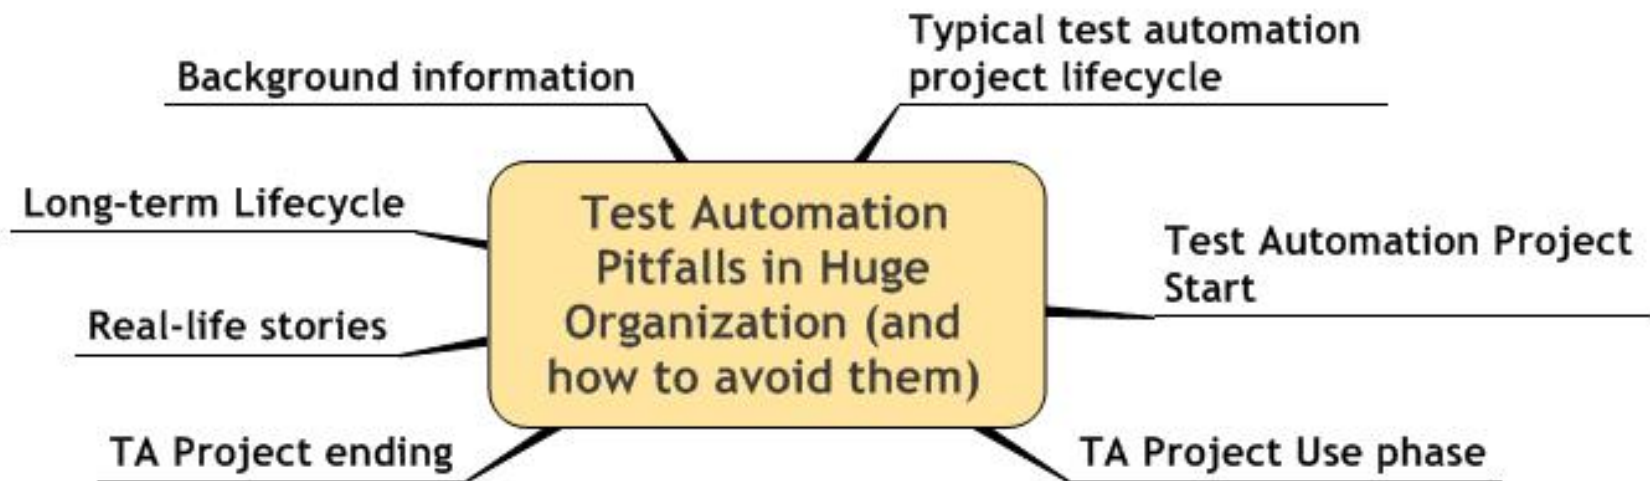 Typical test automation
project lifecycle
Background information
Long-term Lifecycle
Test Automation
Pitfalls in Huge
Organization (and
how to avoid them)
Test Automation Project
Start
Real-life stories
TA Project ending
TA Project Use phase